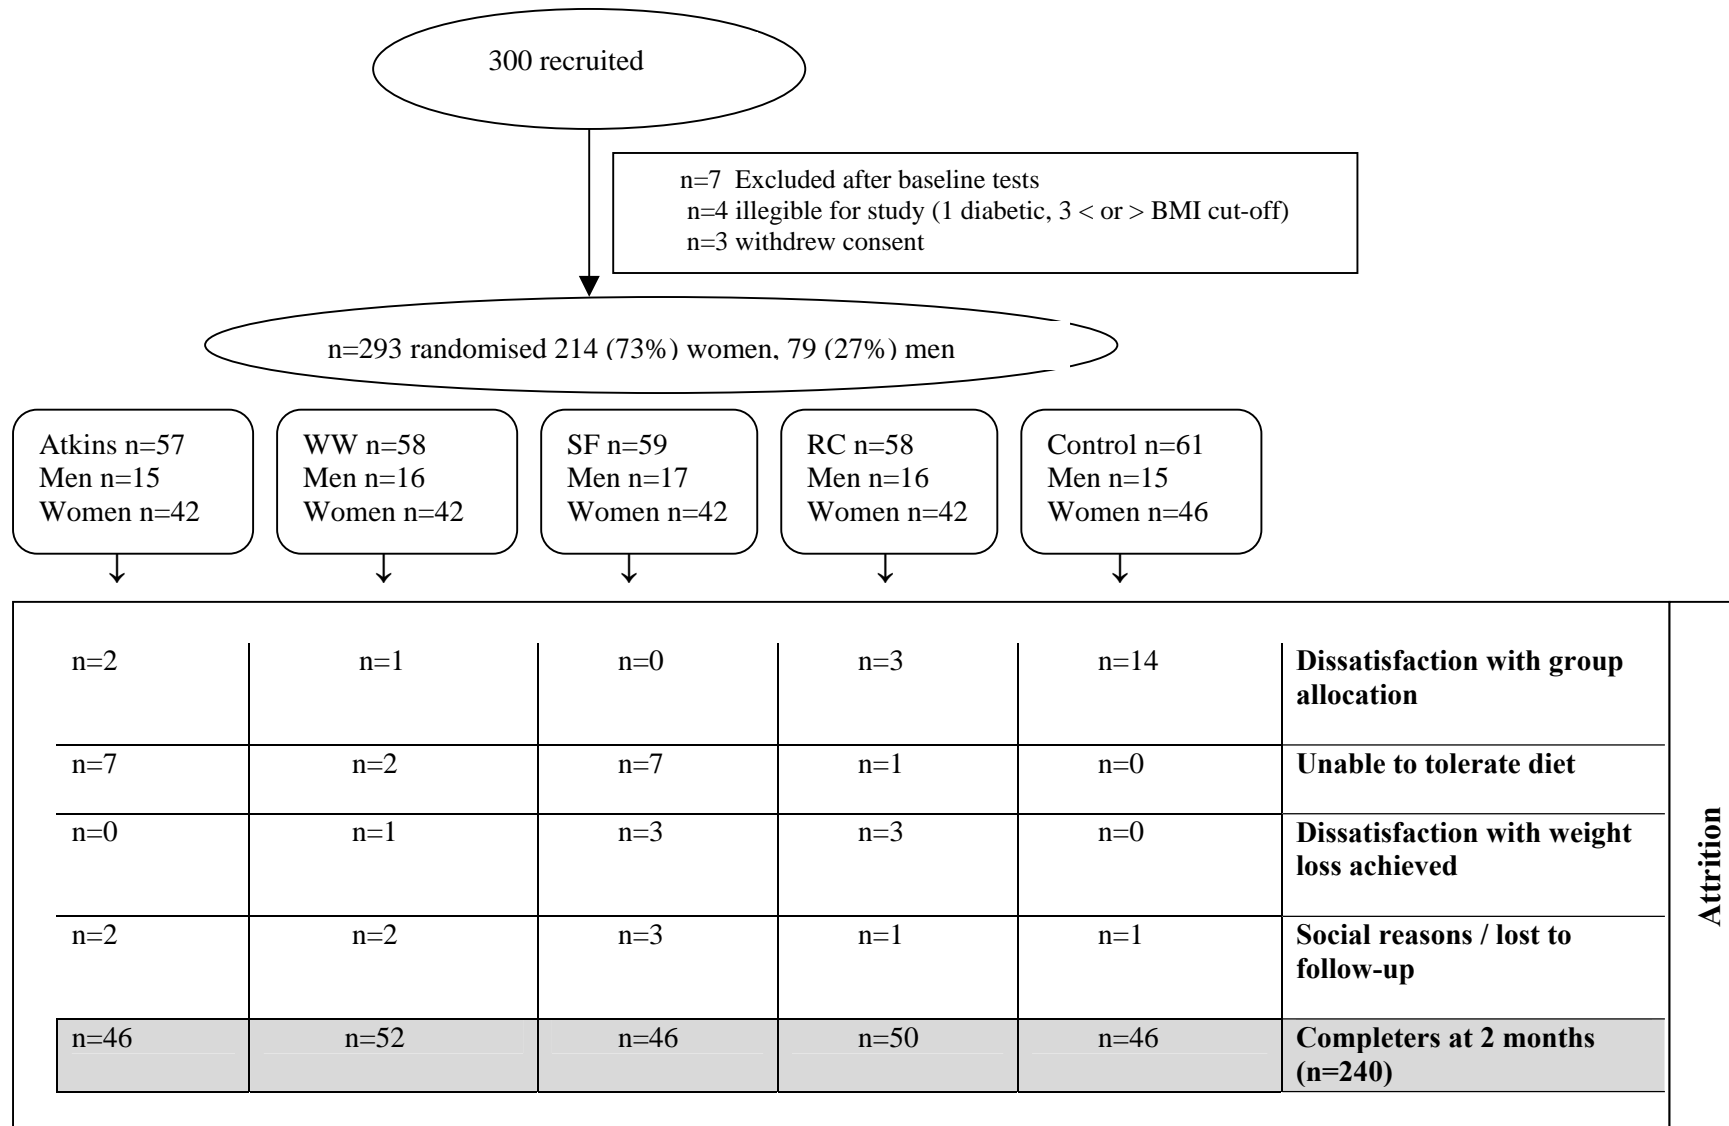 300 recruited
n=7 Excluded after baseline tests
n=4 illegible for study (1 diabetic, 3 < or > BMI cut-off)
n=3 withdrew consent
n=293 randomised 214 (73%) women, 79 (27%) men
Atkins n=57
Men n=15
Women n=42
WW n=58
Men n=16
Women n=42
SF n=59
Men n=17
Women n=42
RC n=58
Men n=16
Women n=42
Control n=61
Men n=15
Women n=46
n=2 n=1 n=0 n=3 n=14 Dissatisfaction with group
allocation
n=7 n=2 n=7 n=1 n=0 Unable to tolerate diet
n=0 n=1 n=3 n=3 n=0 Dissatisfaction with weight
loss achieved
n=2 n=2 n=3 n=1 n=1 Social reasons / lost to
follow-up
n=46 n=52 n=46 n=50 n=46 Completers at 2 months
(n=240)
Attrition